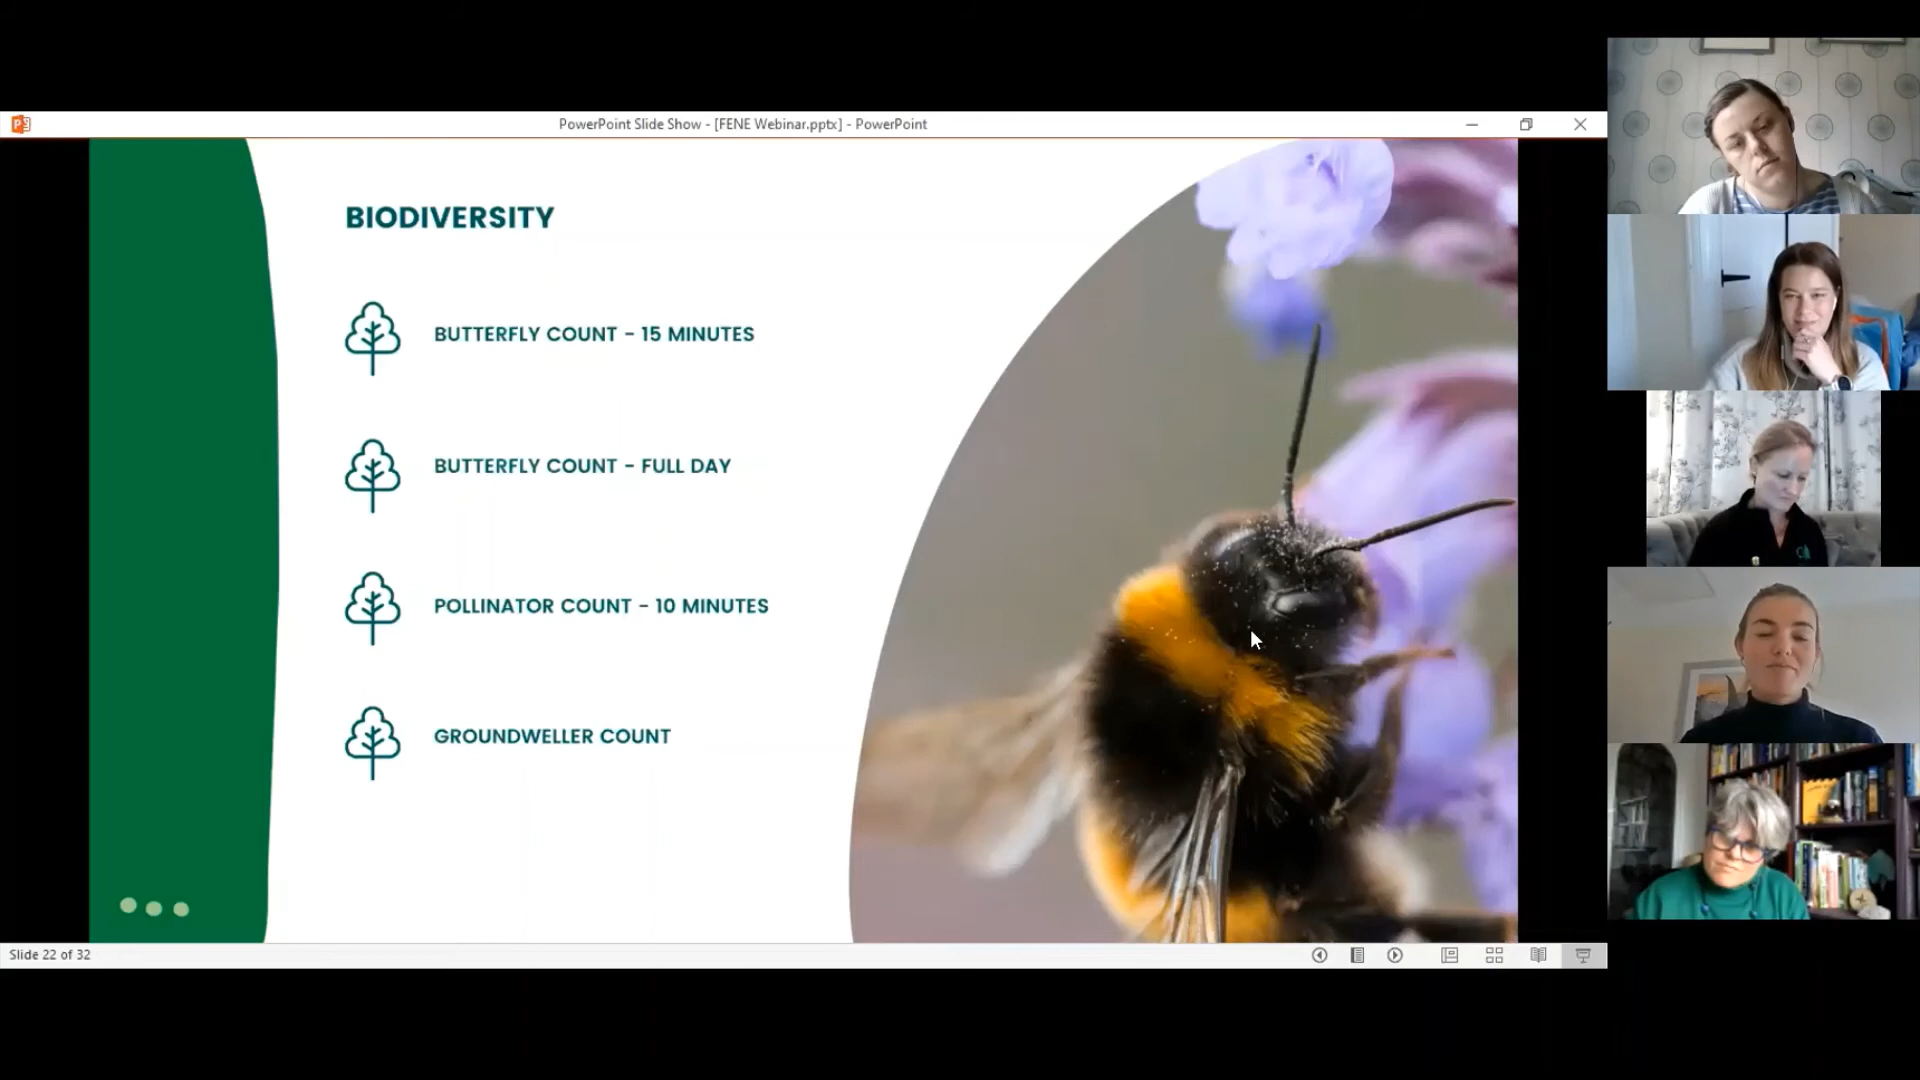 PowerPoint Slide Show - [FENE Webinar.pptx] - PowerPoint
BIODIVERSITY
BUTTERFLY COUNT - 15 MINUTES
BUTTERFLY COUNT - FULL DAY
POLLINATOR COUNT - 10 MINUTES
GROUNDWELLER COUNT
Slide 22 of 32